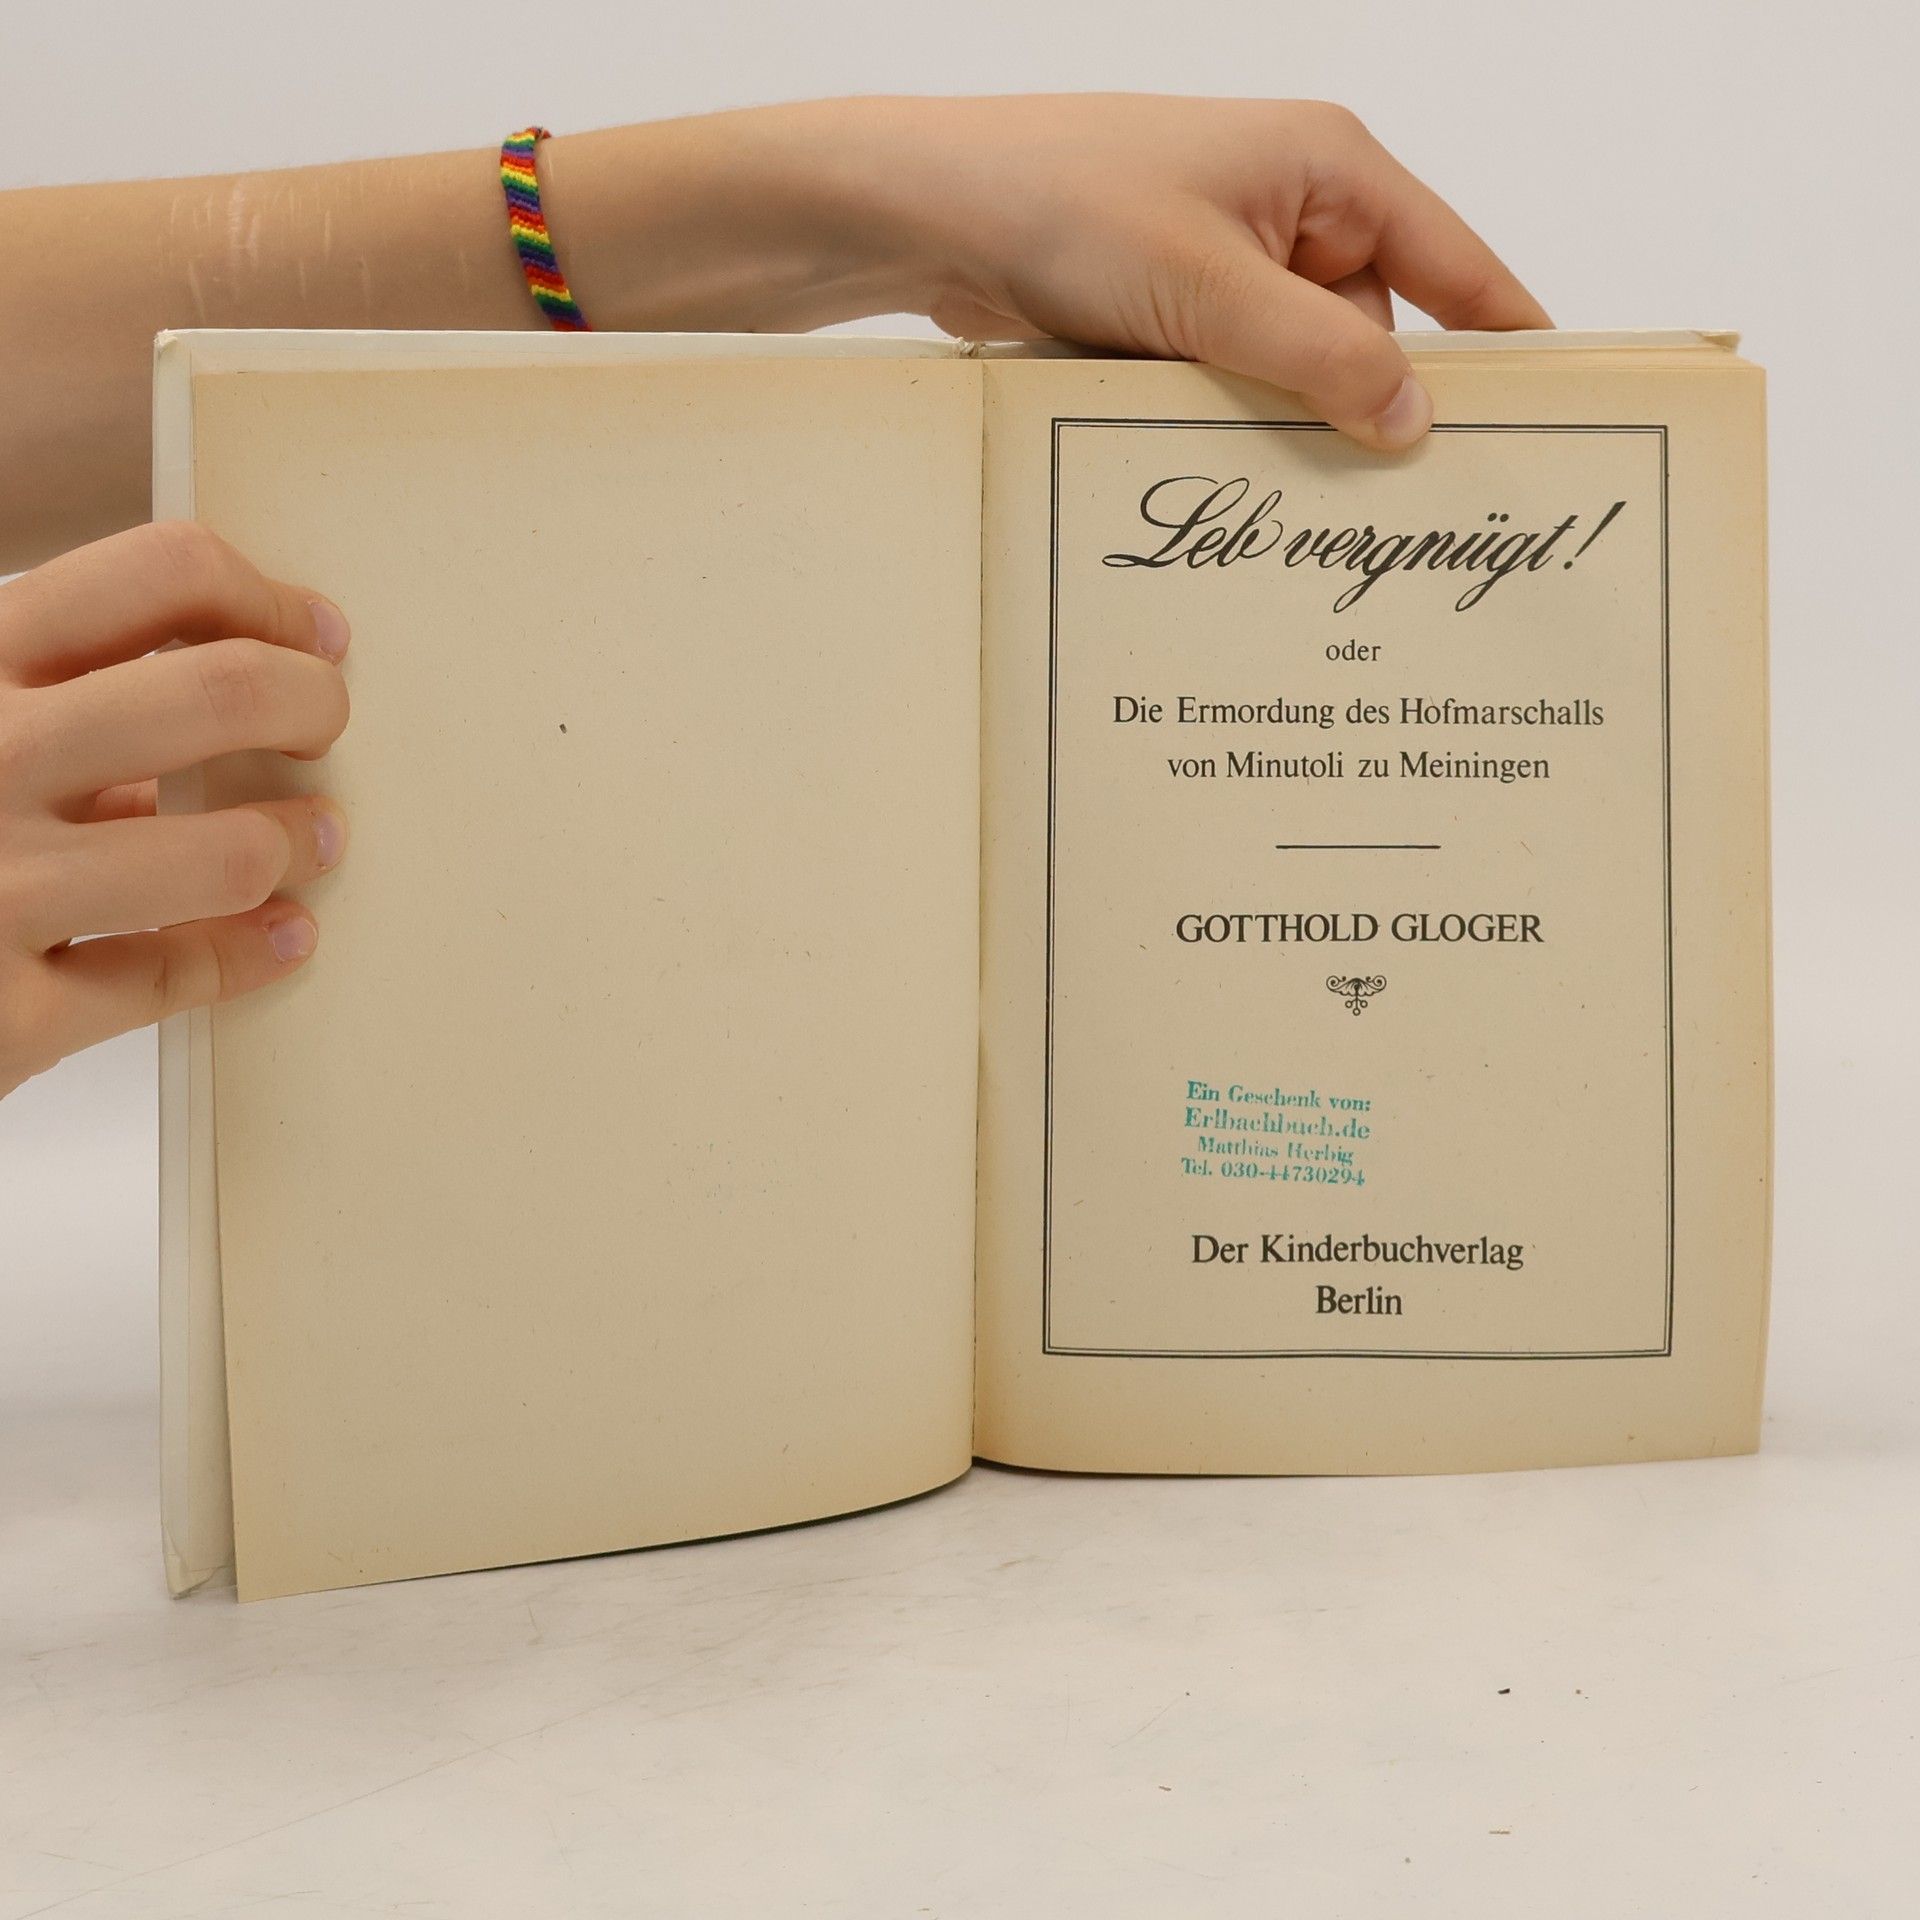 Leb vergnügt!
oder
Die Ermordung des Hofmarschalls
von Minutoli zu Meiningen
GOTTHOLD GLOGER
Ein Geschenk von:
Erlbachbuch.de
Matthias Herbig
Tel. 030-44730294
Der Kinderbuchverlag
Berlin